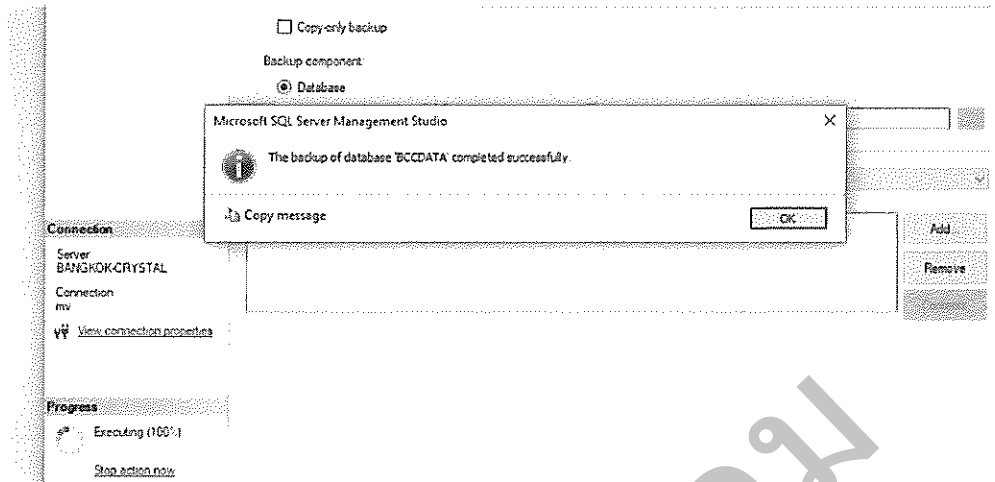 Copy-only backup
Backup component:
Database
Microsoft SQL Server Management Studio
The backup of database 'BCCDATA' completed successfully.
Copy message
OK
Add...
Remove
Connection
Server
BANGKOK-CRYSTAL
Connection
mv
View connection properties
Progress
Executing (100%)
Stop action now